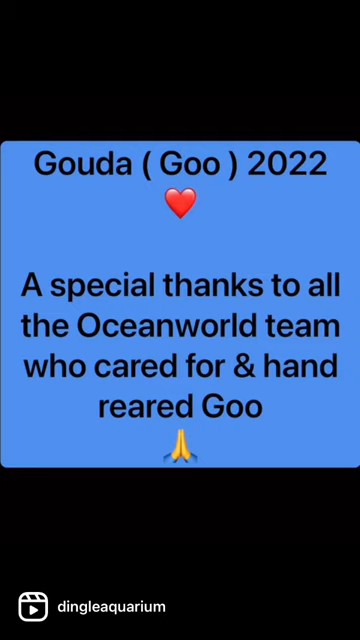 Gouda ( Goo ) 2022
❤️
A special thanks to all
the Oceanworld team
who cared for & hand
reared Goo
🙏
dingleaquarium